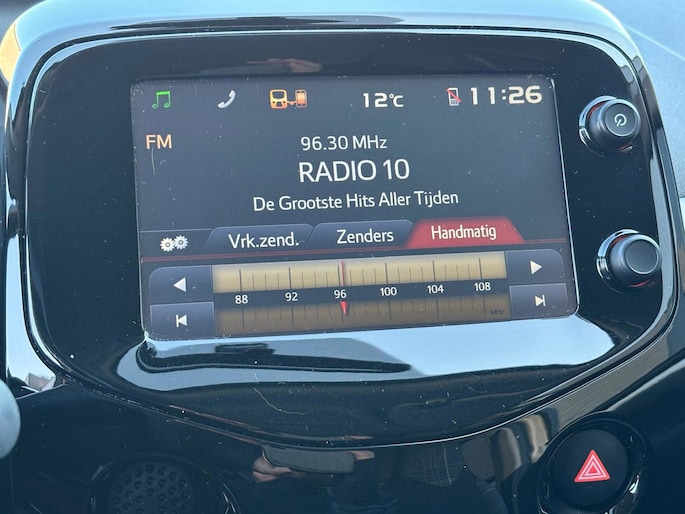 12°C
11:26
FM
96.30 MHz
RADIO 10
De Grootste Hits Aller Tijden
Vrk.zend. Zenders Handmatig
88 92 96 100 104 108
MHz